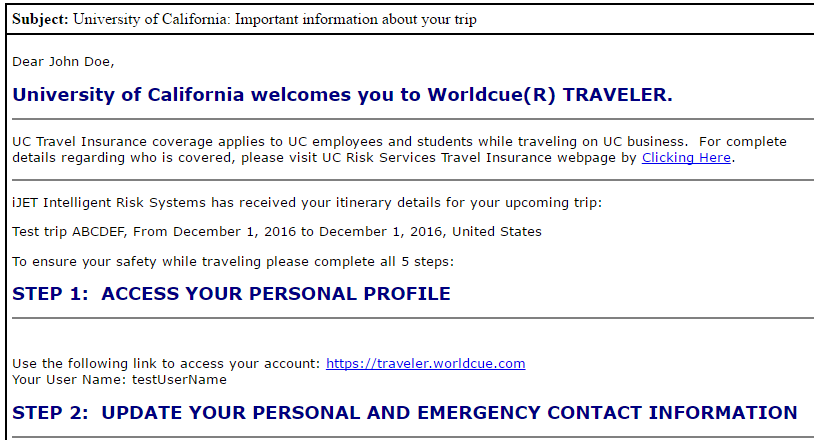 Subject: University of California: Important information about your trip
Dear John Doe,
University of California welcomes you to Worldcue(R) TRAVELER.
UC Travel Insurance coverage applies to UC employees and students while traveling on UC business.  For complete
details regarding who is covered, please visit UC Risk Services Travel Insurance webpage by Clicking Here.
iJET Intelligent Risk Systems has received your itinerary details for your upcoming trip:
Test trip ABCDEF, From December 1, 2016 to December 1, 2016, United States
To ensure your safety while traveling please complete all 5 steps:
STEP 1:  ACCESS YOUR PERSONAL PROFILE
Use the following link to access your account: https://traveler.worldcue.com
Your User Name: testUserName
STEP 2:  UPDATE YOUR PERSONAL AND EMERGENCY CONTACT INFORMATION